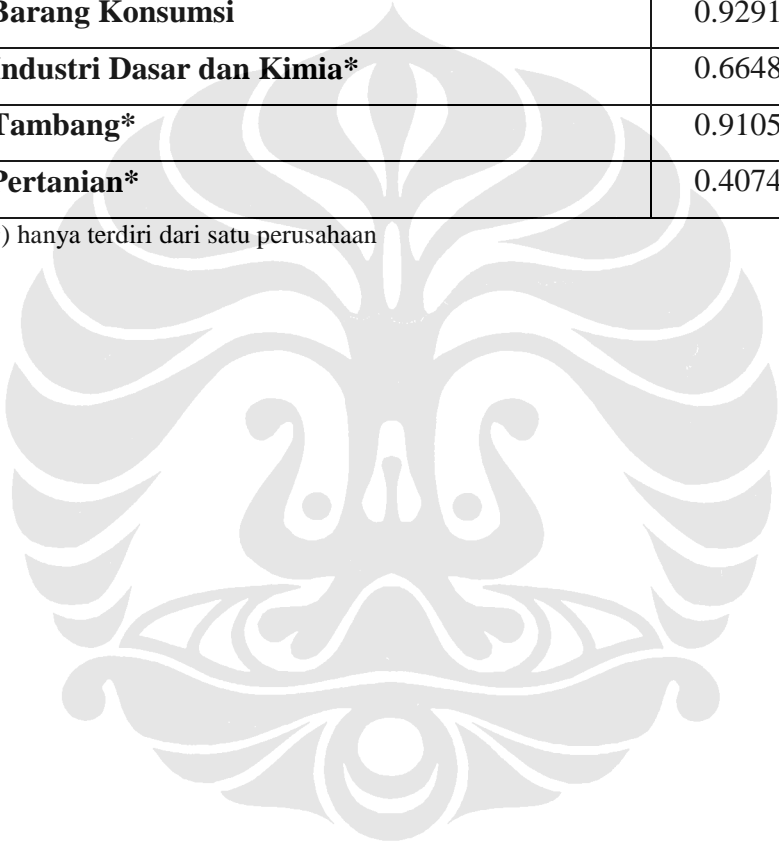 Barang Konsumsi 0.9291
Industri Dasar dan Kimia* 0.6648
Tambang* 0.9105
Pertanian* 0.4074
) hanya terdiri dari satu perusahaan